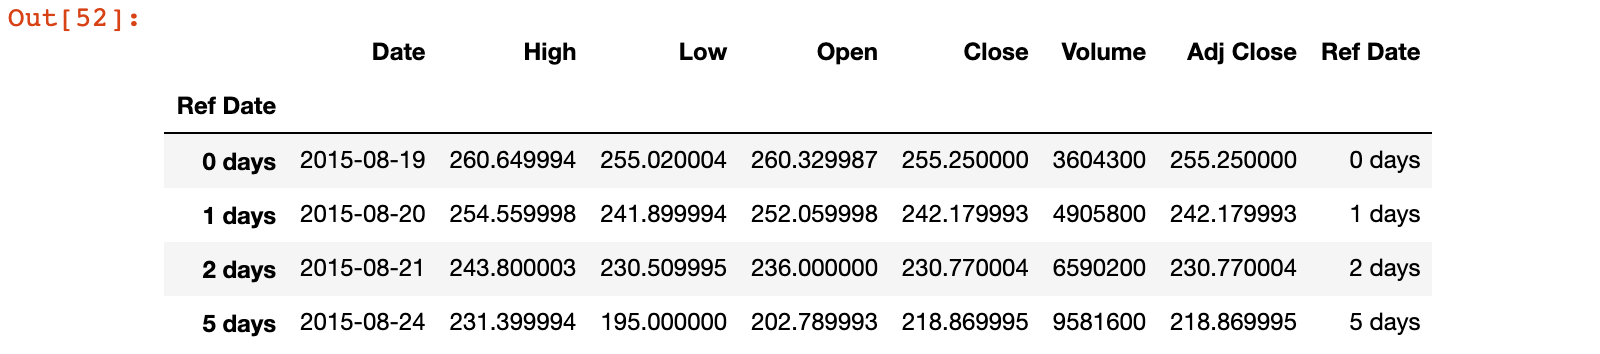 Out[52]:
Date High Low Open Close Volume Adj Close Ref Date
Ref Date
0 days 2015-08-19 260.649994 255.020004 260.329987 255.250000 3604300 255.250000 0 days
1 days 2015-08-20 254.559998 241.899994 252.059998 242.179993 4905800 242.179993 1 days
2 days 2015-08-21 243.800003 230.509995 236.000000 230.770004 6590200 230.770004 2 days
5 days 2015-08-24 231.399994 195.000000 202.789993 218.869995 9581600 218.869995 5 days